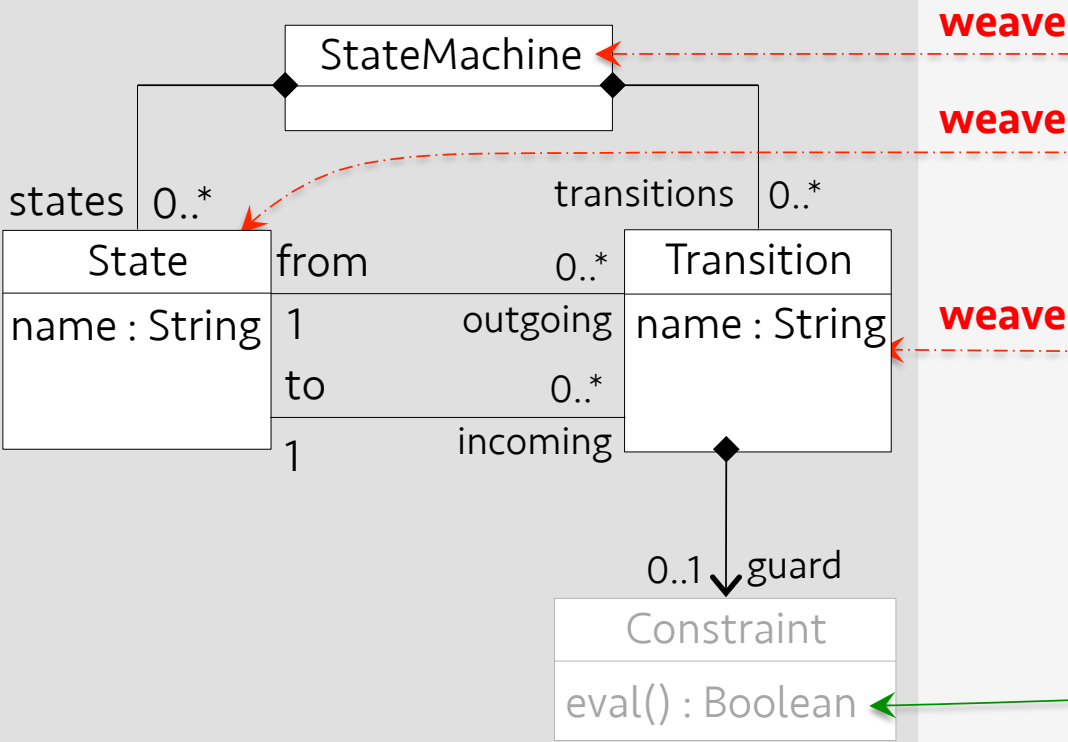 weave
StateMachine
weave
states 0..*
transitions 0..*
State
from 0..*
Transition
name : String
1 outgoing
name : String
weave
to 0..*
1 incoming
0..1 guard
Constraint
eval() : Boolean